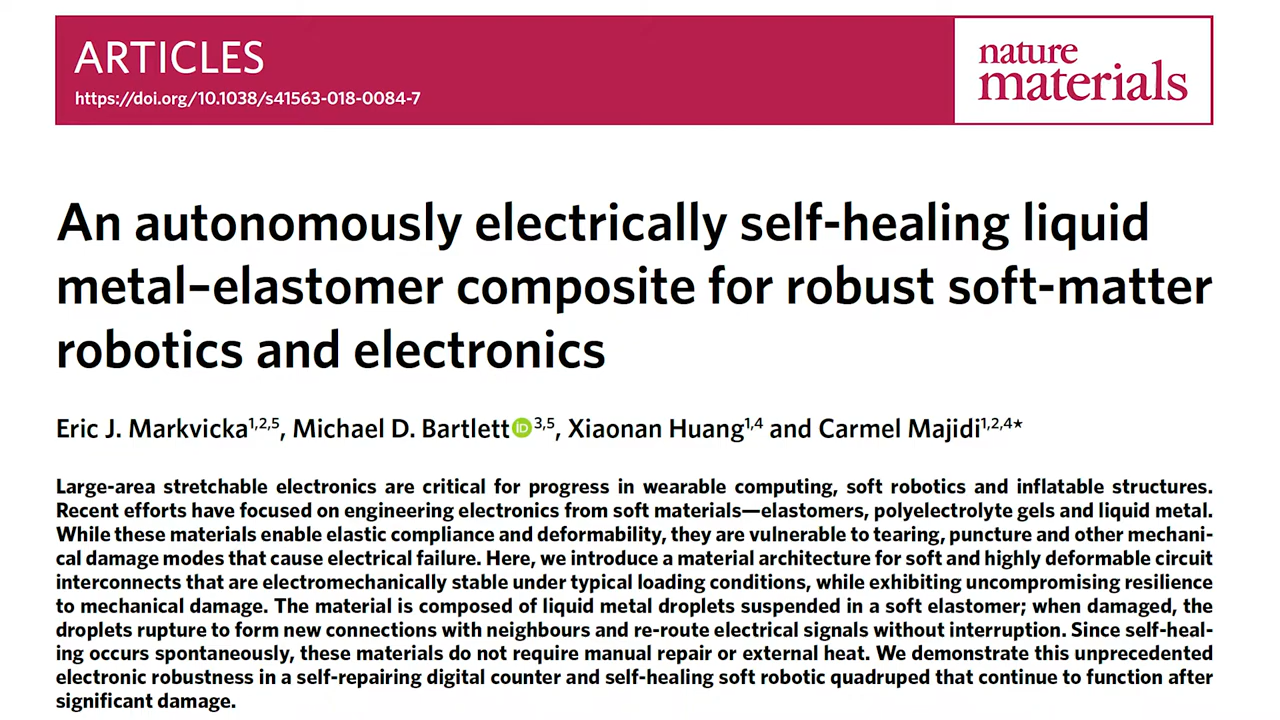 ARTICLES
https://doi.org/10.1038/s41563-018-0084-7
nature
materials
An autonomously electrically self-healing liquid
metal–elastomer composite for robust soft-matter
robotics and electronics
Eric J. Markvicka1,2,5, Michael D. Bartlett iD 3,5, Xiaonan Huang1,4 and Carmel Majidi1,2,4*
Large-area stretchable electronics are critical for progress in wearable computing, soft robotics and inflatable structures.
Recent efforts have focused on engineering electronics from soft materials—elastomers, polyelectrolyte gels and liquid metal.
While these materials enable elastic compliance and deformability, they are vulnerable to tearing, puncture and other mechani-
cal damage modes that cause electrical failure. Here, we introduce a material architecture for soft and highly deformable circuit
interconnects that are electromechanically stable under typical loading conditions, while exhibiting uncompromising resilience
to mechanical damage. The material is composed of liquid metal droplets suspended in a soft elastomer; when damaged, the
droplets rupture to form new connections with neighbours and re-route electrical signals without interruption. Since self-heal-
ing occurs spontaneously, these materials do not require manual repair or external heat. We demonstrate this unprecedented
electronic robustness in a self-repairing digital counter and self-healing soft robotic quadruped that continue to function after
significant damage.